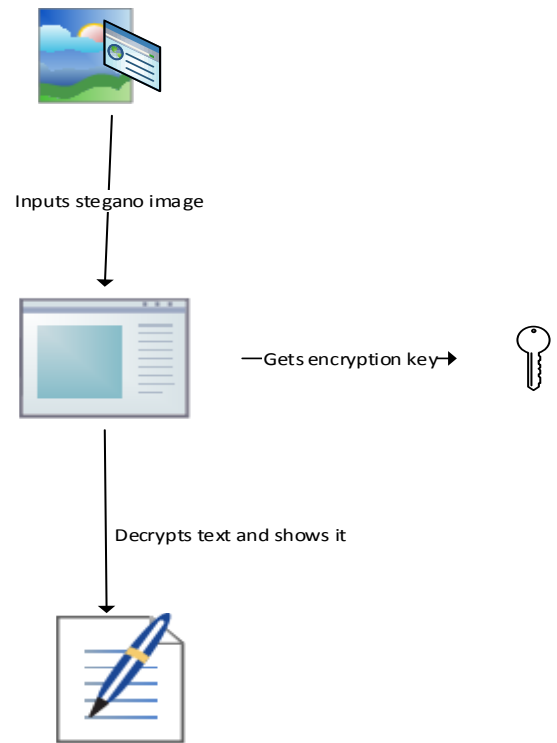 Inputs stegano image
Gets encryption key
Decrypts text and shows it